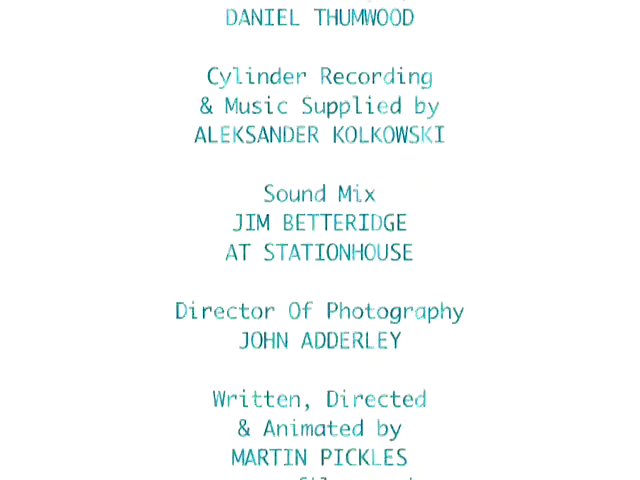 DANIEL THUMWOOD
Cylinder Recording
& Music Supplied by
ALEKSANDER KOLKOWSKI
Sound Mix
JIM BETTERIDGE
AT STATIONHOUSE
Director Of Photography
JOHN ADDERLEY
Written, Directed
& Animated by
MARTIN PICKLES